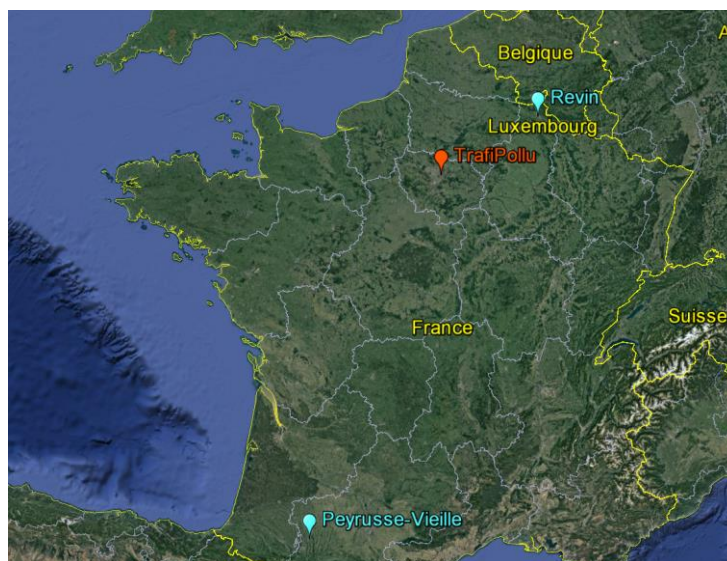 A
Belgique
Revin
Luxembourg
TrafiPollu
France
Suisse
Peyrusse-Vieille